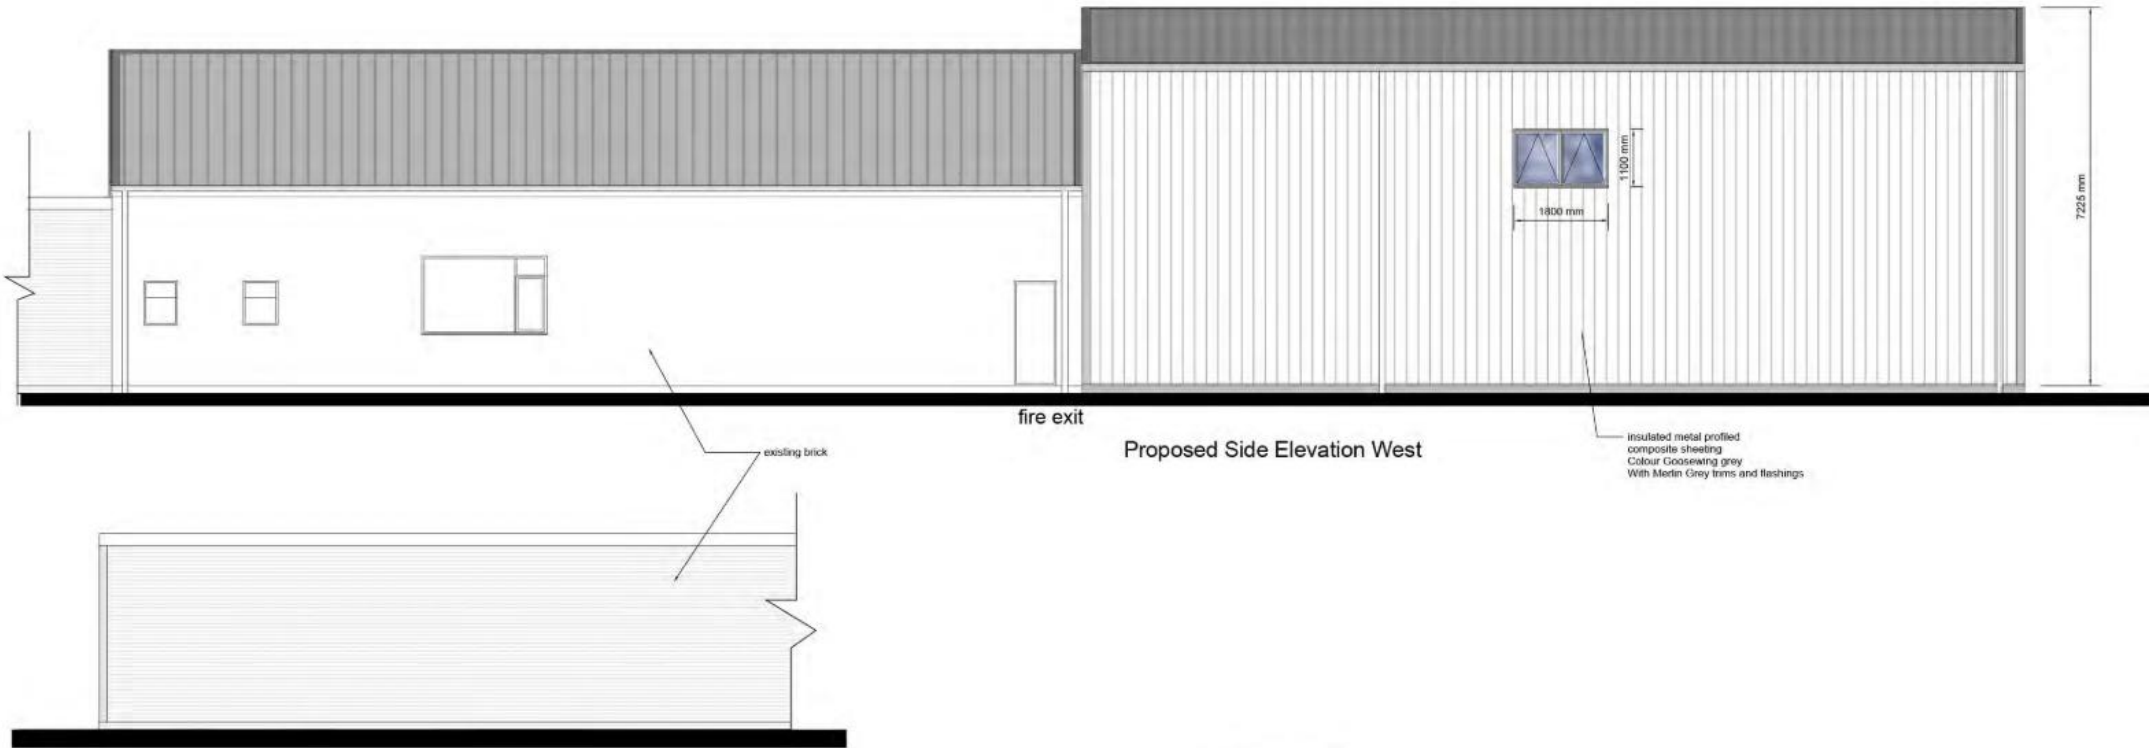 1100 mm
1800 mm
7225 mm
fire exit
Proposed Side Elevation West
existing brick
insulated metal profiled
composite sheeting
Colour Goosewing grey
With Merlin Grey trims and flashings